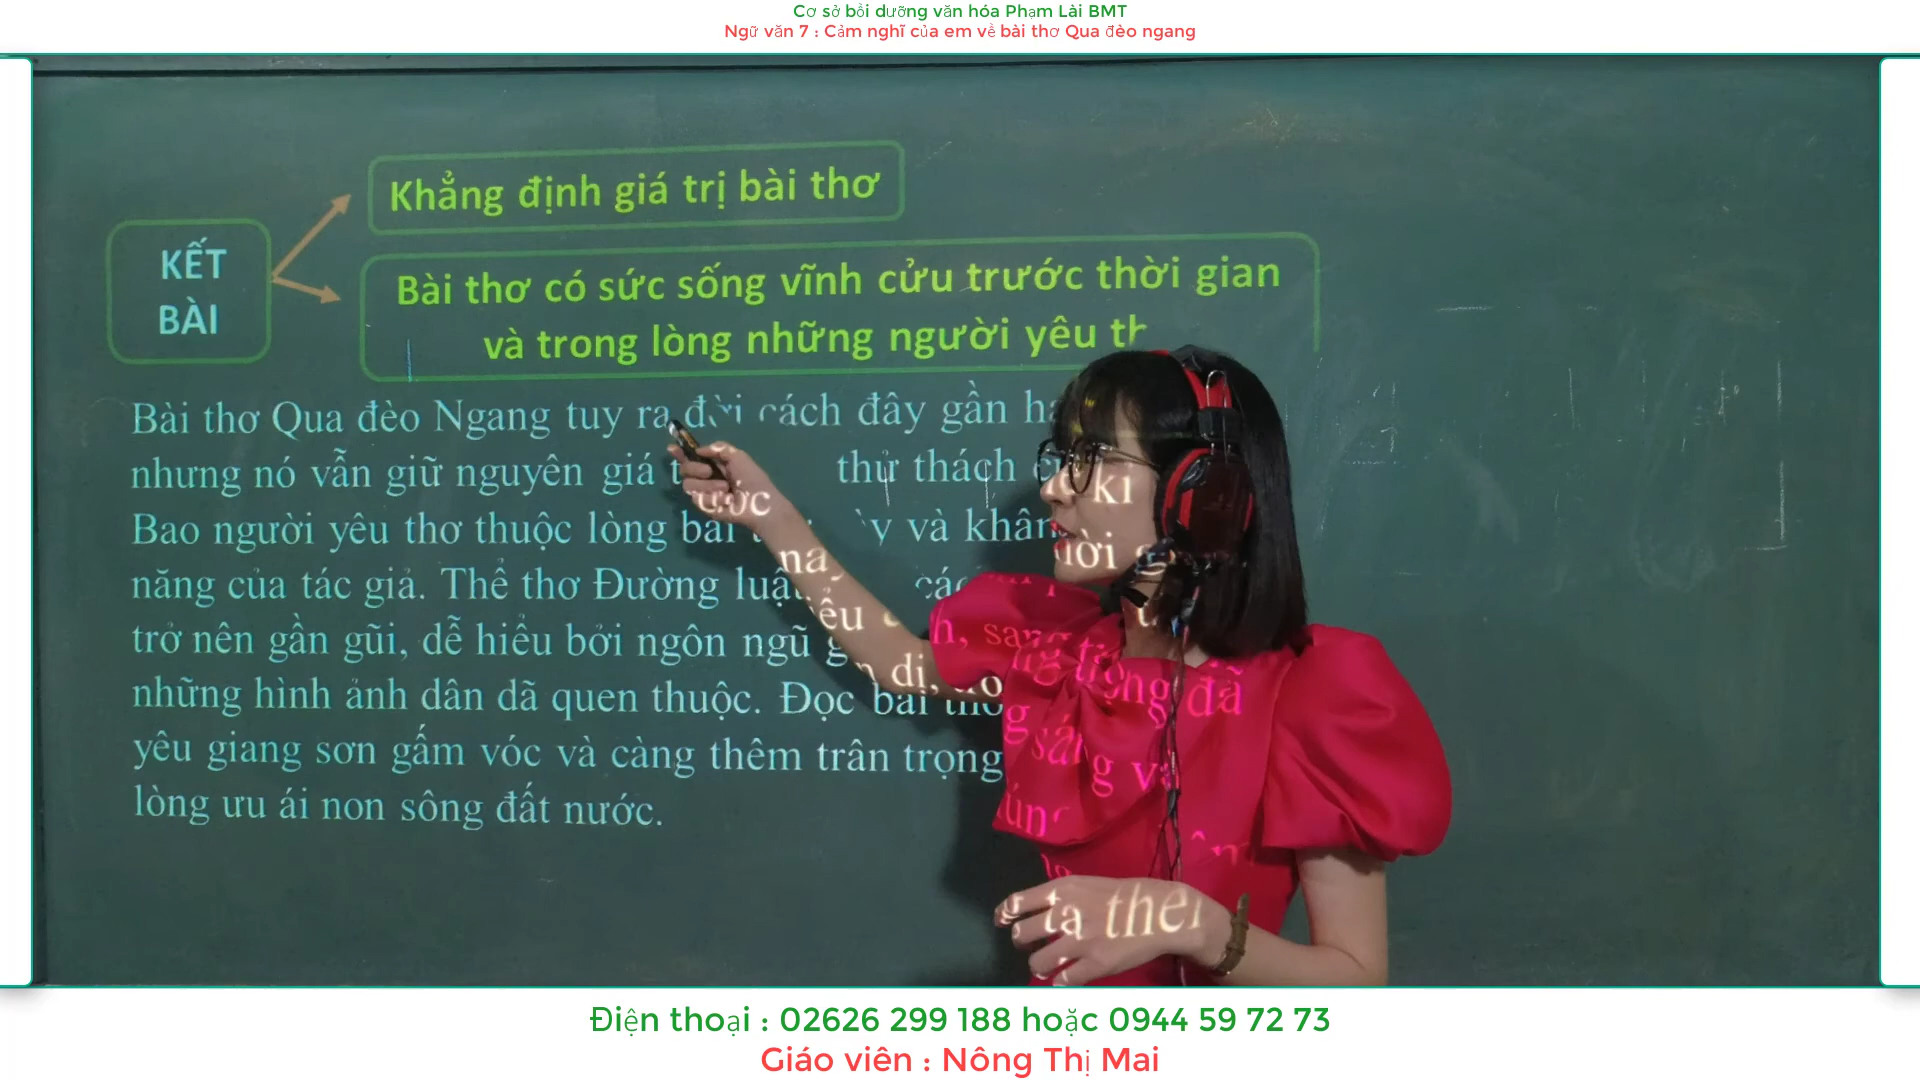 Cơ sở bồi dưỡng văn hóa Phạm Lài BMT
Ngữ văn 7 : Cảm nghĩ của em về bài thơ Qua đèo ngang
Khẳng định giá trị bài thơ
KẾT
BÀI
Bài thơ có sức sống vĩnh cửu trước thời gian
và trong lòng những người yêu
Bài thơ Qua đèo Ngang tuy ra đời cách đây gần
nhưng nó vẫn giữ nguyên giá thử thách
Bao người yêu thơ thuộc lòng bài và
năng của tác giả. Thể thơ Đường
trở nên gần gũi, dễ hiểu bởi ngôn ngũ
những hình ảnh dân dã quen thuộc. Đọc bài
yêu giang sơn gấm vóc và càng thêm trân trọng
lòng ưu ái non sông đất nước.
Điện thoại : 02626 299 188 hoặc 0944 59 72 73
Giáo viên : Nông Thị Mai